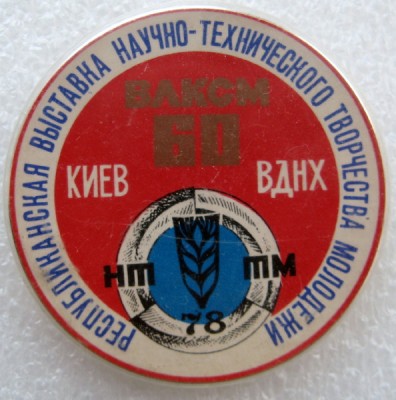 РЕСПУБЛИКАНСКАЯ ВЫСТАВКА НАУЧНО-ТЕХНИЧЕСКОГО ТВОРЧЕСТВА МОЛОДЕЖИ
ВЛКСМ
60
КИЕВ ВДНХ
НТ ТМ
78